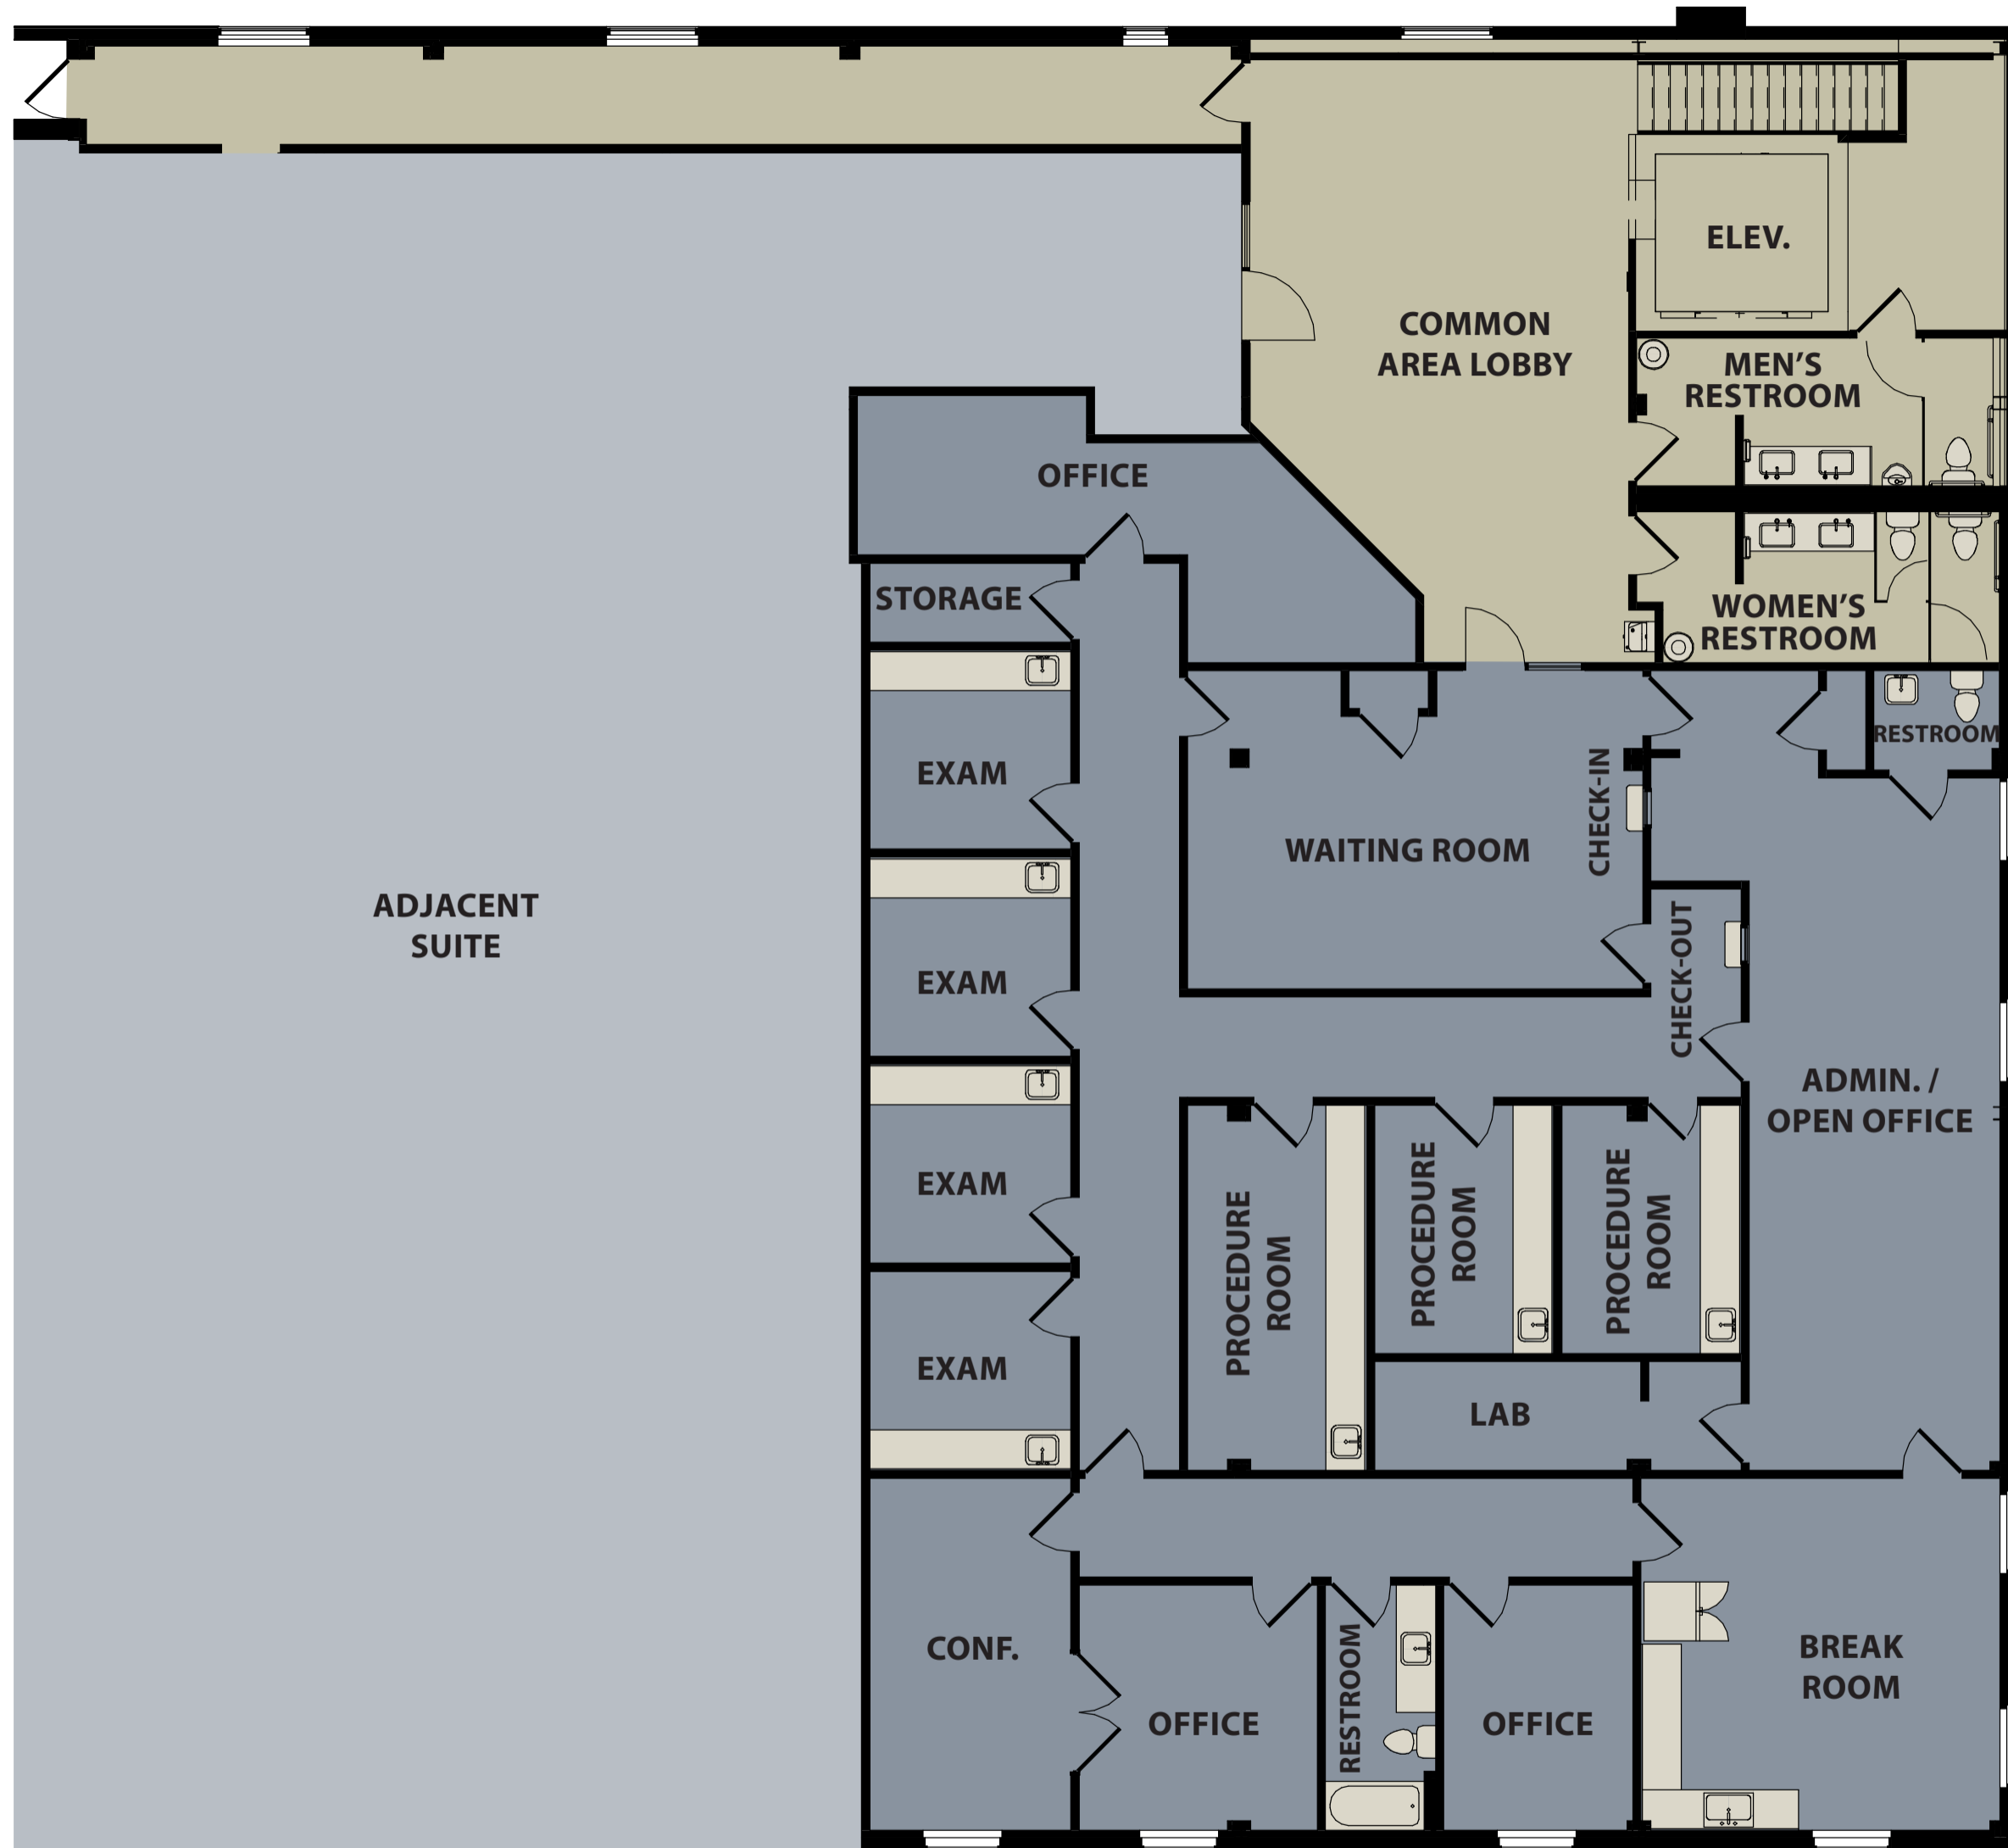 ELEV.
COMMON
AREA LOBBY
MEN'S
RESTROOM
OFFICE
STORAGE
WOMEN'S
RESTROOM
RESTROOM
EXAM
CHECK-IN
WAITING ROOM
ADJACENT
SUITE
EXAM
CHECK-OUT
ADMIN. /
OPEN OFFICE
EXAM
PROCEDURE
ROOM
PROCEDURE
ROOM
PROCEDURE
ROOM
EXAM
LAB
CONF.
BREAK
ROOM
OFFICE
RESTROOM
OFFICE